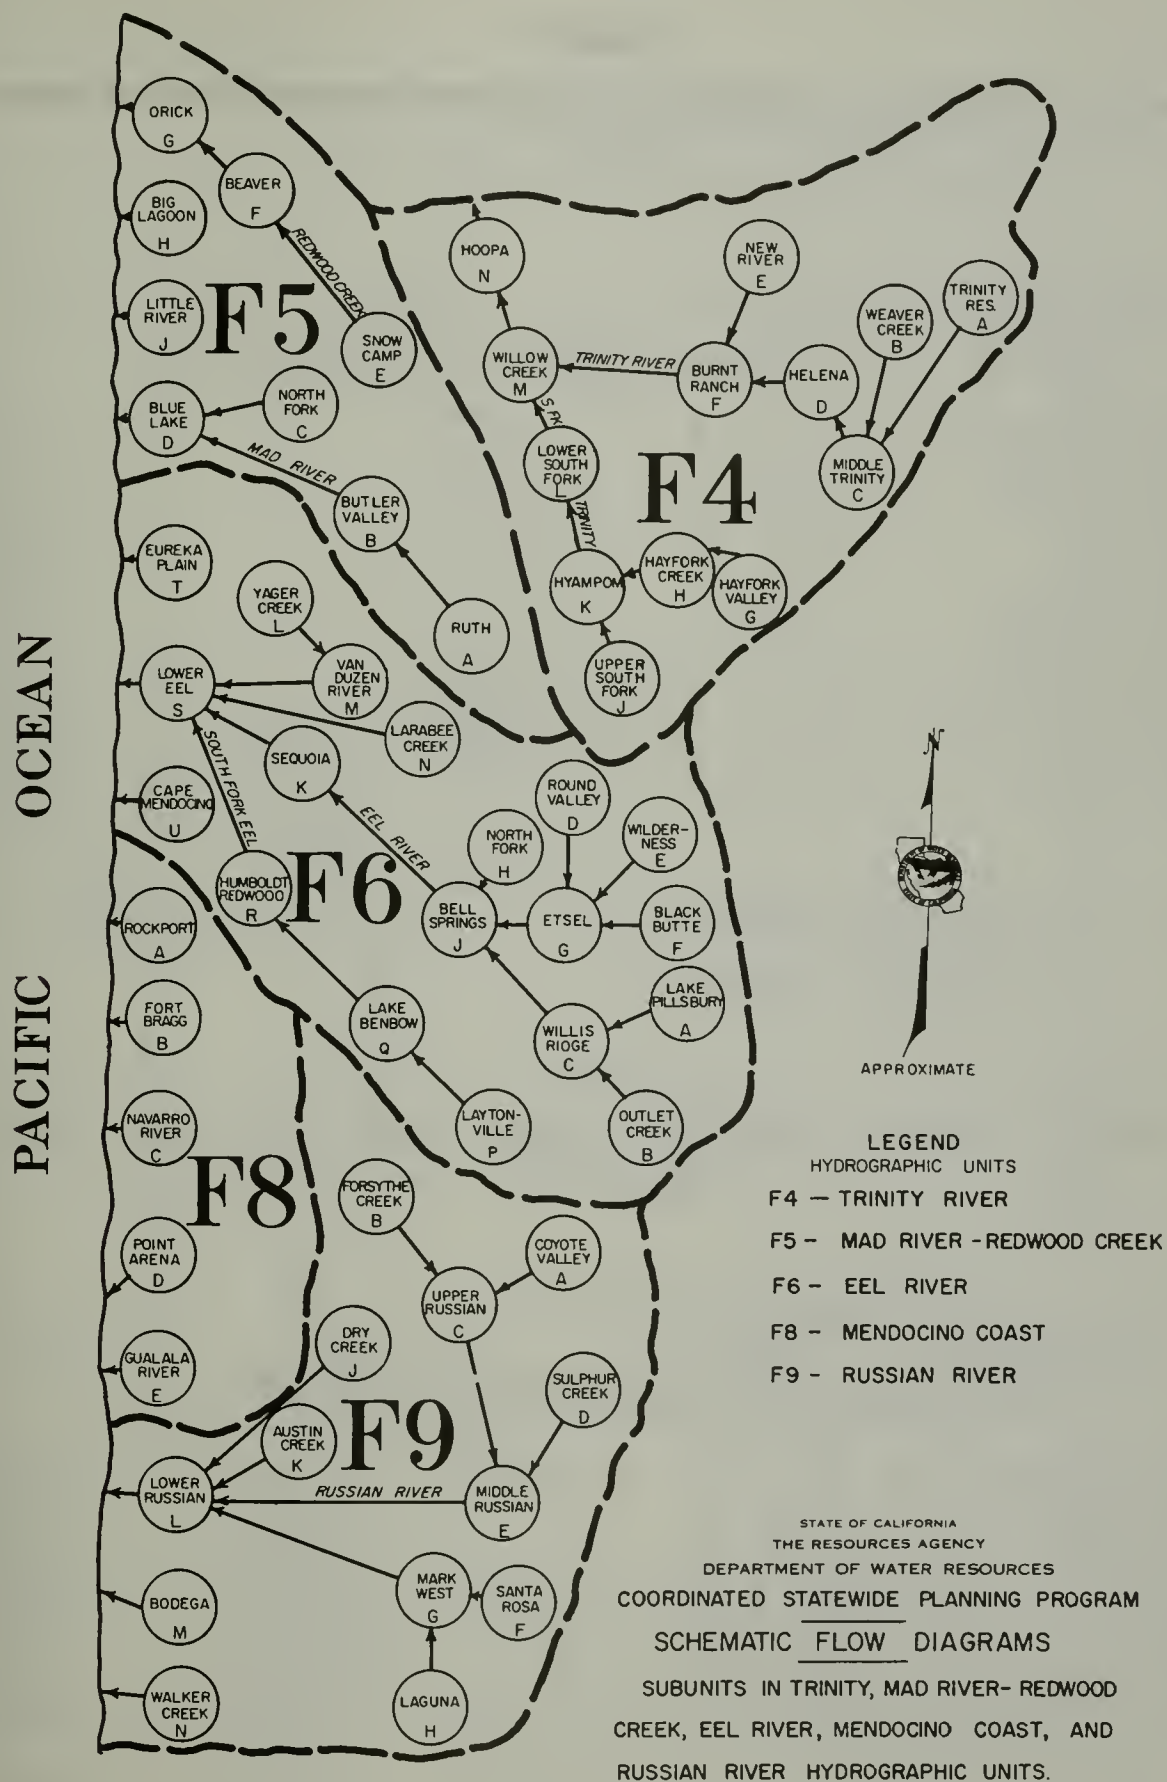 ORICK
G
BEAVER
F
BIG
LAGOON
H
REDWOOD CREEK
LITTLE
RIVER
J
F5
SNOW
CAMP
E
NORTH
FORK
C
BLUE
LAKE
D
MAD RIVER
BUTLER
VALLEY
B
RUTH
A
HOOPA
N
NEW
RIVER
E
TRINITY
RES.
A
WEAVER
CREEK
B
WILLOW
CREEK
M
TRINITY RIVER
BURNT
RANCH
F
HELENA
D
S. FK.
LOWER
SOUTH
FORK
L
F4
MIDDLE
TRINITY
C
TRINITY
HYAMPOM
K
HAYFORK
CREEK
H
HAYFORK
VALLEY
G
UPPER
SOUTH
FORK
J
EUREKA
PLAIN
T
YAGER
CREEK
L
LOWER
EEL
S
VAN
DUZEN
RIVER
M
LARABEE
CREEK
N
SEQUOIA
K
SOUTH FORK EEL
EEL RIVER
CAPE
MENDOCINO
U
HUMBOLDT
REDWOOD
R
F6
ROUND
VALLEY
D
NORTH
FORK
H
WILDER-
NESS
E
BELL
SPRINGS
J
ETSEL
G
BLACK
BUTTE
F
LAKE
PILLSBURY
A
WILLIS
RIOGE
C
LAKE
BENBOW
Q
LAYTON-
VILLE
P
OUTLET
CREEK
B
PACIFIC OCEAN
ROCKPORT
A
FORT
BRAGG
B
NAVARRO
RIVER
C
F8
POINT
ARENA
D
GUALALA
RIVER
E
FORSYTHE
CREEK
B
COYOTE
VALLEY
A
UPPER
RUSSIAN
C
DRY
CREEK
J
SULPHUR
CREEK
D
AUSTIN
CREEK
K
F9
LOWER
RUSSIAN
L
RUSSIAN RIVER
MIDDLE
RUSSIAN
E
BODEGA
M
MARK
WEST
G
SANTA
ROSA
F
WALKER
CREEK
N
LAGUNA
H
N
APPROXIMATE
LEGEND
HYDROGRAPHIC UNITS
F4 — TRINITY RIVER
F5 - MAD RIVER - REDWOOD CREEK
F6 - EEL RIVER
F8 - MENDOCINO COAST
F9 - RUSSIAN RIVER
STATE OF CALIFORNIA
THE RESOURCES AGENCY
DEPARTMENT OF WATER RESOURCES
COORDINATED STATEWIDE PLANNING PROGRAM
SCHEMATIC FLOW DIAGRAMS
SUBUNITS IN TRINITY, MAD RIVER- REDWOOD
CREEK, EEL RIVER, MENDOCINO COAST, AND
RUSSIAN RIVER HYDROGRAPHIC UNITS.